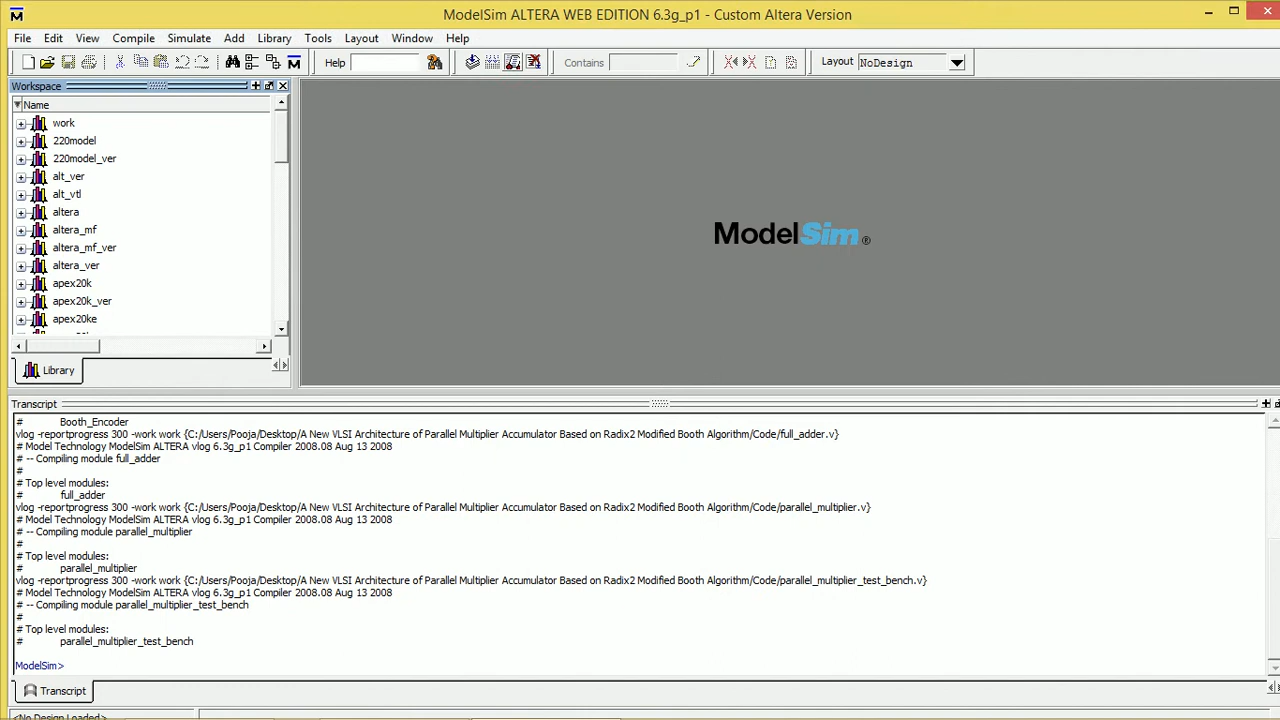 ModelSim ALTERA WEB EDITION 6.3g_p1 - Custom Altera Version
File Edit View Compile Simulate Add Library Tools Layout Window Help
Help Contains Layout NoDesign
Workspace
Name
work
220model
220model_ver
alt_ver
alt_vtl
altera
altera_mf
altera_mf_ver
altera_ver
apex20k
apex20k_ver
apex20ke
Library
ModelSim ®
Transcript
# Booth_Encoder
vlog -reportprogress 300 -work work {C:/Users/Pooja/Desktop/A New VLSI Architecture of Parallel Multiplier Accumulator Based on Radix2 Modified Booth Algorithm/Code/full_adder.v}
# Model Technology ModelSim ALTERA vlog 6.3g_p1 Compiler 2008.08 Aug 13 2008
# -- Compiling module full_adder
#
# Top level modules:
# full_adder
vlog -reportprogress 300 -work work {C:/Users/Pooja/Desktop/A New VLSI Architecture of Parallel Multiplier Accumulator Based on Radix2 Modified Booth Algorithm/Code/parallel_multiplier.v}
# Model Technology ModelSim ALTERA vlog 6.3g_p1 Compiler 2008.08 Aug 13 2008
# -- Compiling module parallel_multiplier
#
# Top level modules:
# parallel_multiplier
vlog -reportprogress 300 -work work {C:/Users/Pooja/Desktop/A New VLSI Architecture of Parallel Multiplier Accumulator Based on Radix2 Modified Booth Algorithm/Code/parallel_multiplier_test_bench.v}
# Model Technology ModelSim ALTERA vlog 6.3g_p1 Compiler 2008.08 Aug 13 2008
# -- Compiling module parallel_multiplier_test_bench
#
# Top level modules:
# parallel_multiplier_test_bench
ModelSim>
Transcript
<No Design Loaded>